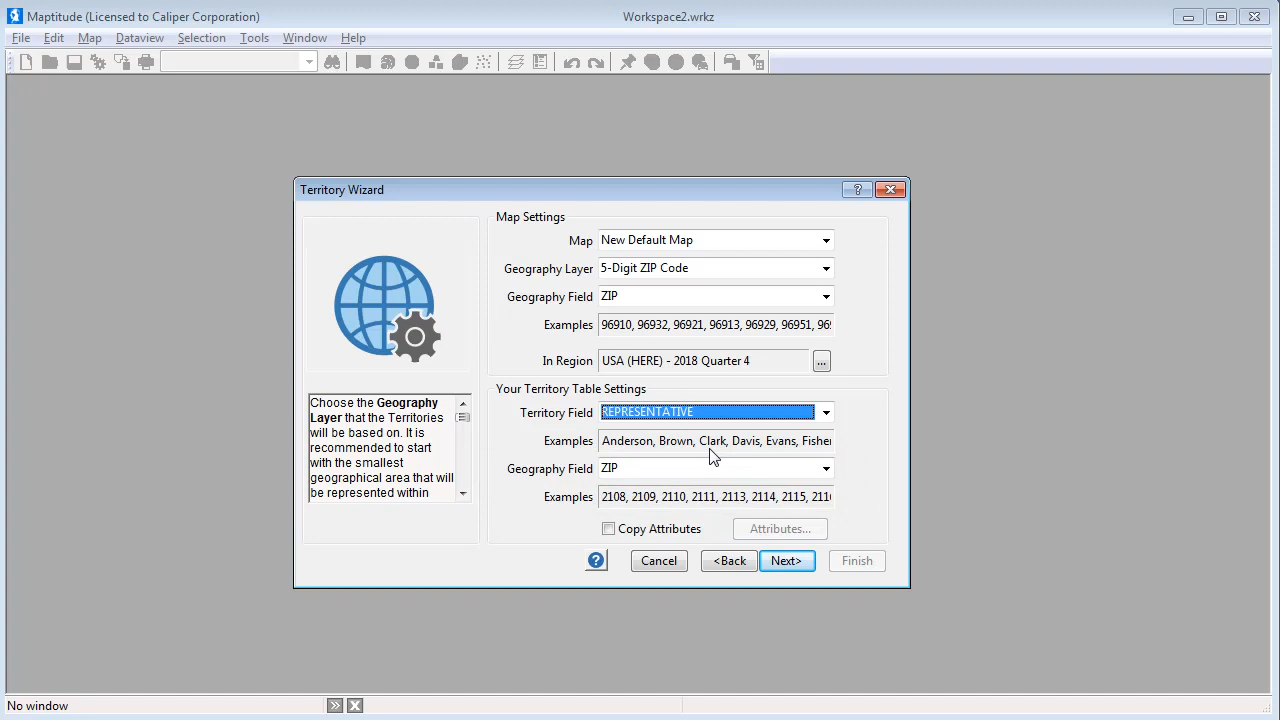 Maptitude (Licensed to Caliper Corporation)
Workspace2.wrkz
File Edit Map Dataview Selection Tools Window Help
Territory Wizard
Map Settings
Map New Default Map
Geography Layer 5-Digit ZIP Code
Geography Field ZIP
Examples 96910, 96932, 96921, 96913, 96929, 96951, 96
In Region USA (HERE) - 2018 Quarter 4 ...
Your Territory Table Settings
Territory Field REPRESENTATIVE
Examples Anderson, Brown, Clark, Davis, Evans, Fisher
Geography Field ZIP
Examples 2108, 2109, 2110, 2111, 2113, 2114, 2115, 211
Copy Attributes Attributes...
Choose the Geography
Layer that the Territories
will be based on. It is
recommended to start
with the smallest
geographical area that will
be represented within
? Cancel <Back Next> Finish
No window